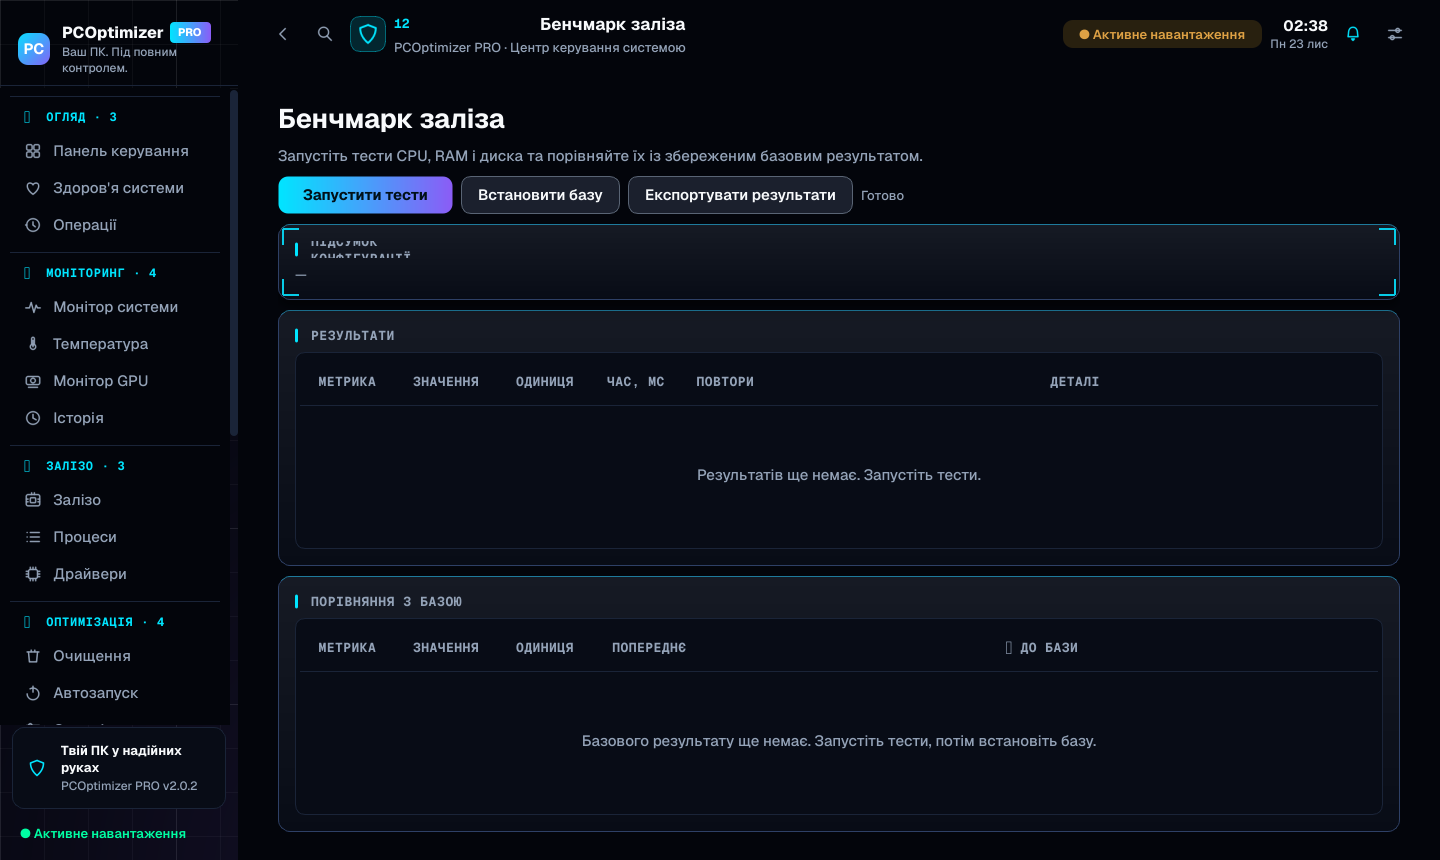 PC
PCOptimizer PRO
Ваш ПК. Під повним
контролем.
ОГЛЯД · 3
Панель керування
Здоров'я системи
Операції
МОНІТОРИНГ · 4
Монітор системи
Температура
Монітор GPU
Історія
ЗАЛІЗО · 3
Залізо
Процеси
Драйвери
ОПТИМІЗАЦІЯ · 4
Очищення
Автозапуск
Твій ПК у надійних
руках
PCOptimizer PRO v2.0.2
Активне навантаження
12
Бенчмарк заліза
PCOptimizer PRO · Центр керування системою
Активне навантаження
02:38
Пн 23 лис
Бенчмарк заліза
Запустіть тести CPU, RAM і диска та порівняйте їх із збереженим базовим результатом.
Запустити тести
Встановити базу
Експортувати результати
Готово
ПІДСУМОК
КОНФІГУРАЦІЇ
—
РЕЗУЛЬТАТИ
МЕТРИКА ЗНАЧЕННЯ ОДИНИЦЯ ЧАС, МС ПОВТОРИ ДЕТАЛІ
Результатів ще немає. Запустіть тести.
ПОРІВНЯННЯ З БАЗОЮ
МЕТРИКА ЗНАЧЕННЯ ОДИНИЦЯ ПОПЕРЕДНЄ ДО БАЗИ
Базового результату ще немає. Запустіть тести, потім встановіть базу.